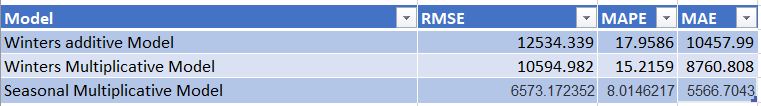 Model RMSE MAPE MAE
Winters additive Model 12534.339 17.9586 10457.99
Winters Multiplicative Model 10594.982 15.2159 8760.808
Seasonal Multiplicative Model 6573.172352 8.0146217 5566.7043